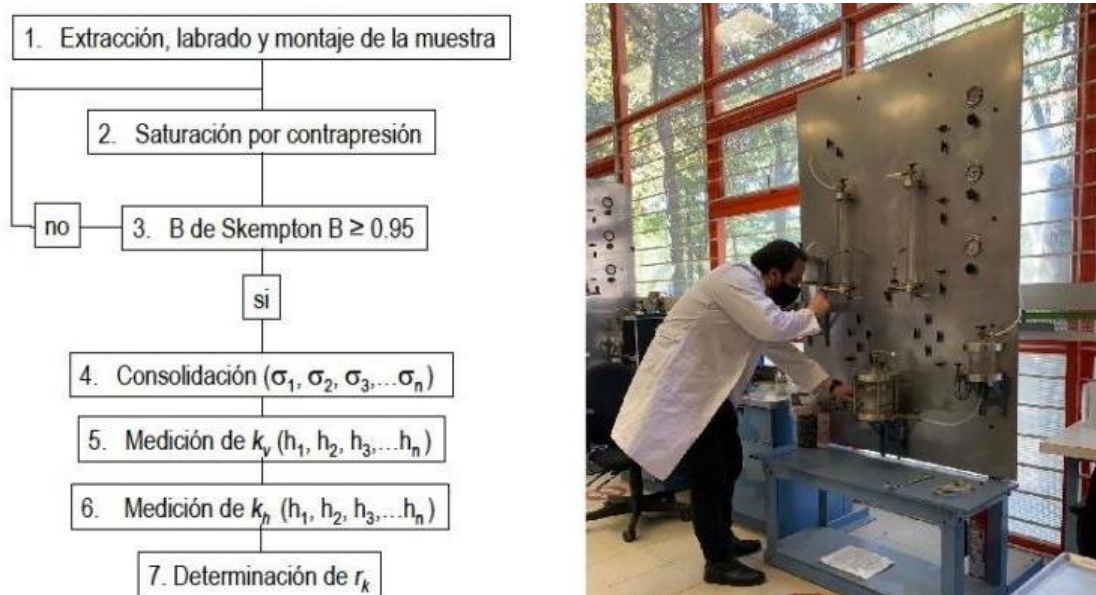 1. Extracción, labrado y montaje de la muestra
2. Saturación por contrapresión
no
3. B de Skempton B ≥ 0.95
si
4. Consolidación (σ₁, σ₂, σ₃,...σₙ)
5. Medición de kᵥ (h₁, h₂, h₃,...hₙ)
6. Medición de kₕ (h₁, h₂, h₃,...hₙ)
7. Determinación de rₖ